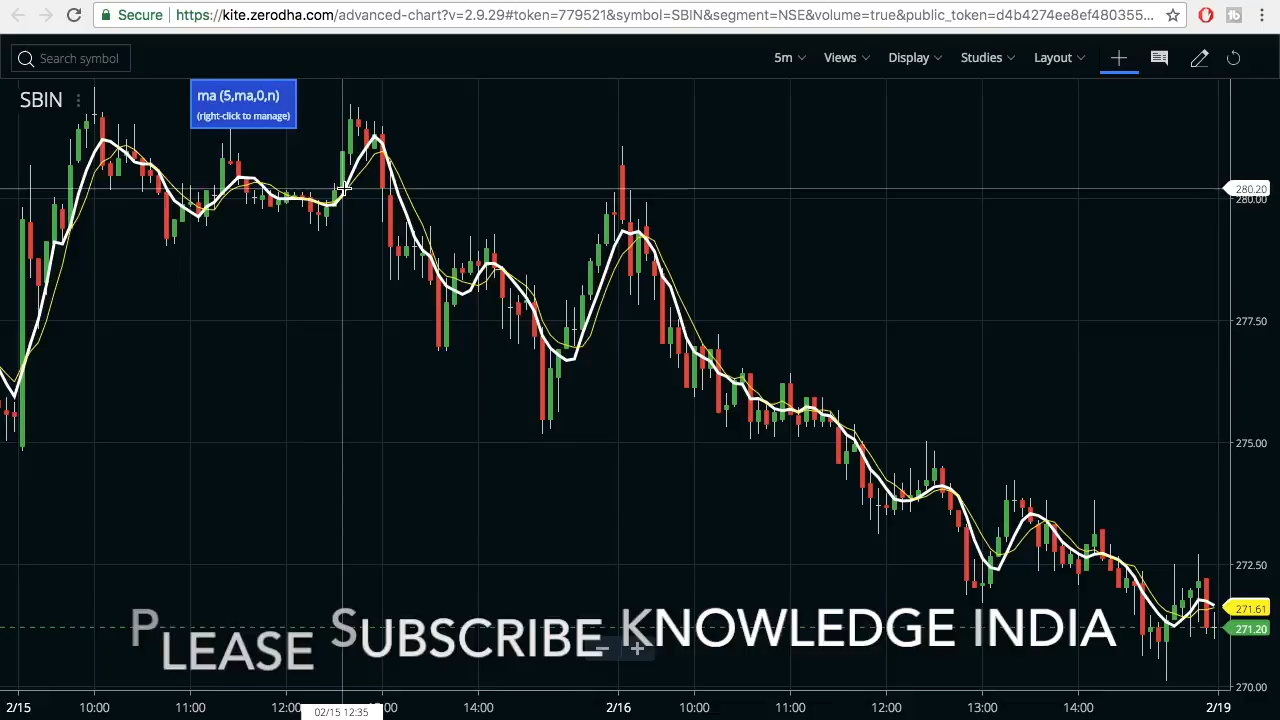 Secure
https://kite.zerodha.com/advanced-chart?v=2.9.29#token=779521&symbol=SBIN&segment=NSE&volume=true&public_token=d4b4274ee8ef480355...
Search symbol
5m
Views
Display
Studies
Layout
SBIN
ma (5,ma,0,n)
(right-click to manage)
280.20
280.00
277.50
275.00
272.50
271.61
271.20
270.00
PLEASE SUBSCRIBE KNOWLEDGE INDIA
2/15
10:00
11:00
12:00
14:00
2/16
10:00
11:00
12:00
13:00
14:00
2/19
02/15 12:35